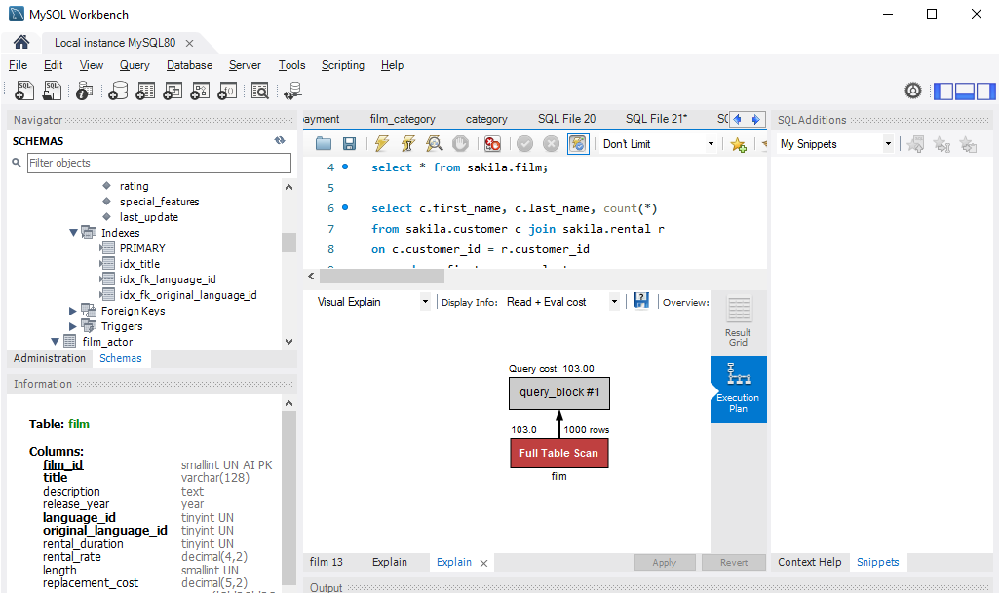 MySQL Workbench
Local instance MySQL80
File Edit View Query Database Server Tools Scripting Help
Navigator
SCHEMAS
Filter objects
rating
special_features
last_update
Indexes
PRIMARY
idx_title
idx_fk_language_id
idx_fk_original_language_id
Foreign Keys
Triggers
film_actor
Administration Schemas
Information
Table: film
Columns:
film_id smallint UN AI PK
title varchar(128)
description text
release_year year
language_id tinyint UN
original_language_id tinyint UN
rental_duration tinyint UN
rental_rate decimal(4,2)
length smallint UN
replacement_cost decimal(5,2)
ayment film_category category SQL File 20 SQL File 21*
Don't Limit
4 select * from sakila.film;
5
6 select c.first_name, c.last_name, count(*)
7 from sakila.customer c join sakila.rental r
8 on c.customer_id = r.customer_id
Visual Explain Display Info: Read + Eval cost Overview:
Query cost: 103.00
query_block #1
103.0 1000 rows
Full Table Scan
film
Result
Grid
Execution
Plan
film 13 Explain Explain Apply Revert
Output
SQLAdditions
My Snippets
Context Help Snippets